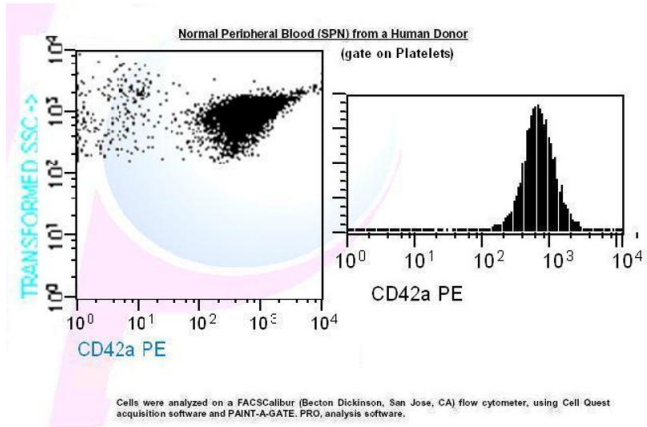 Normal Peripheral Blood (SPN) from a Human Donor
(gate on Platelets)
TRANSFORMED SSC ->
10⁴
10³
10²
10¹
10⁰
10⁰ 10¹ 10² 10³ 10⁴
CD42a PE
10⁰ 10¹ 10² 10³ 10⁴
CD42a PE
Cells were analyzed on a FACSCalibur (Becton Dickinson, San Jose, CA) flow cytometer, using Cell Quest
acquisition software and PAINT-A-GATE. PRO, analysis software.